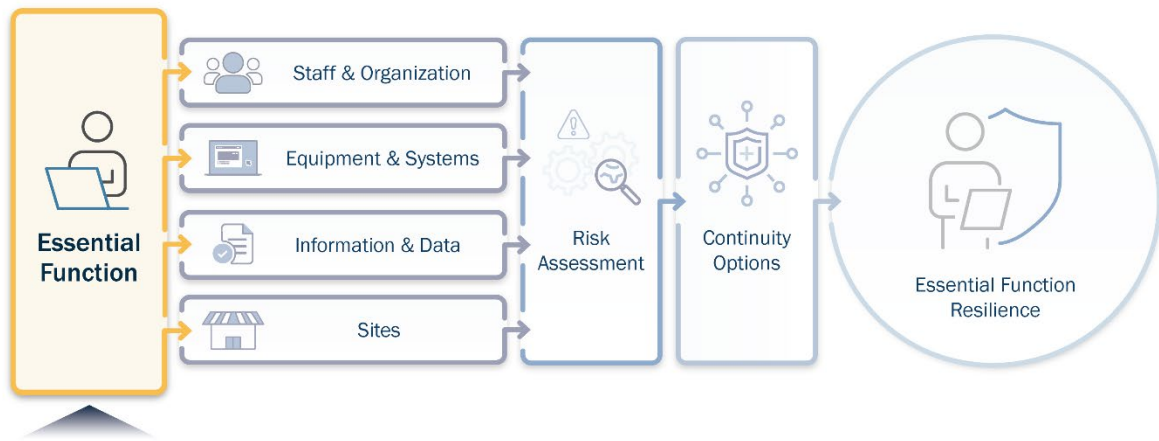 Essential
Function
Staff & Organization
Equipment & Systems
Information & Data
Sites
Risk
Assessment
Continuity
Options
Essential Function
Resilience